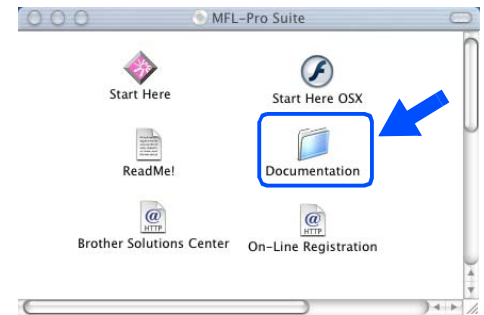 MFL-Pro Suite
Start Here
Start Here OSX
ReadMe!
Documentation
@
HTTP
@
HTTP
Brother Solutions Center
On-Line Registration